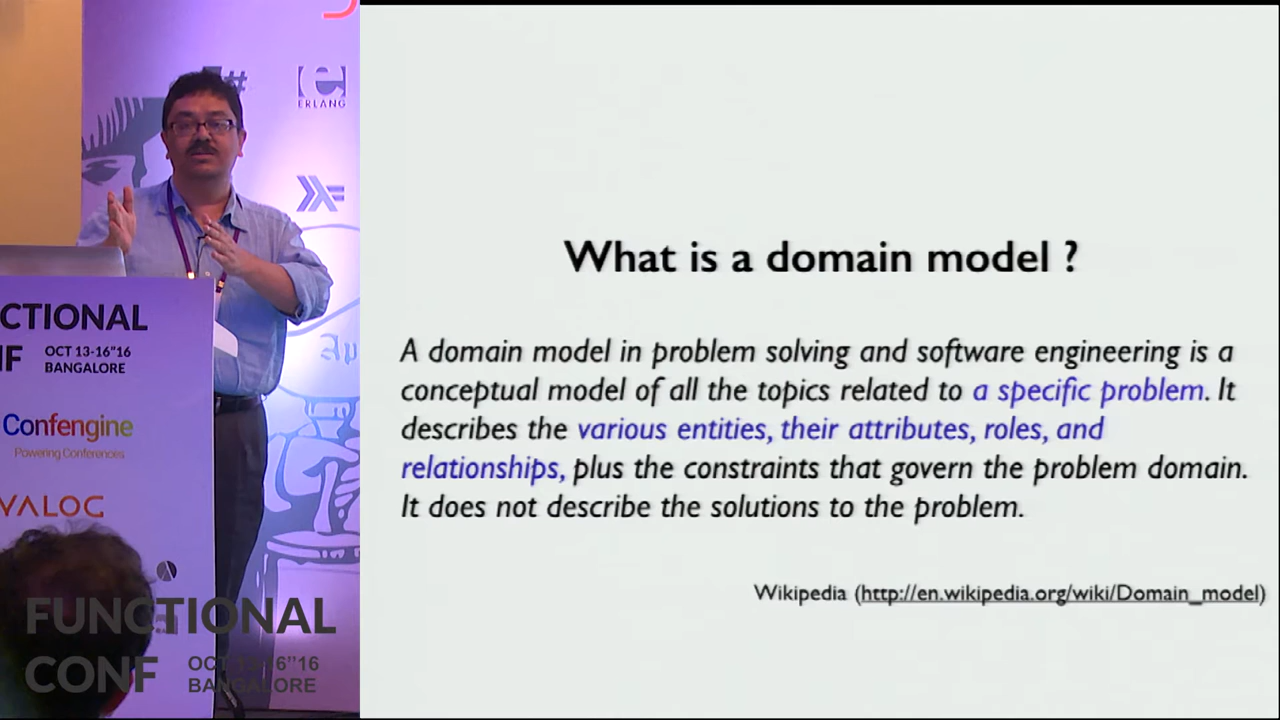 #
ERLANG
CTIONAL
F OCT 13-16"16
BANGALORE
Confengine
Powering Conferences
VALOG
FUNCTIONAL
CONF OCT 13-16"16
BANGALORE
What is a domain model ?
A domain model in problem solving and software engineering is a
conceptual model of all the topics related to a specific problem. It
describes the various entities, their attributes, roles, and
relationships, plus the constraints that govern the problem domain.
It does not describe the solutions to the problem.
Wikipedia (http://en.wikipedia.org/wiki/Domain_model)